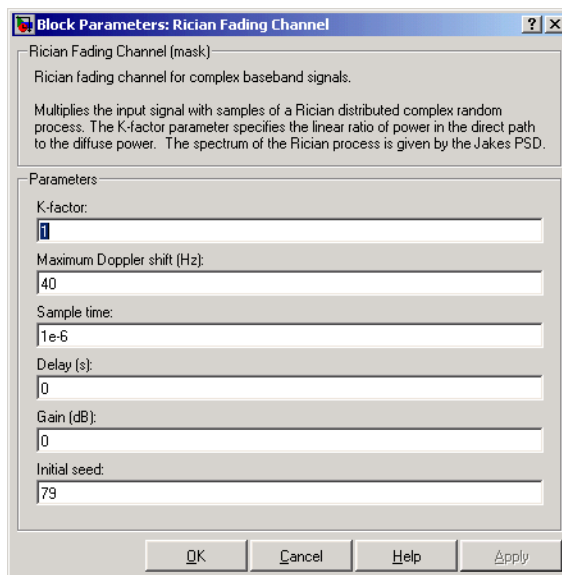 Block Parameters: Rician Fading Channel
Rician Fading Channel (mask)
Rician fading channel for complex baseband signals.
Multiplies the input signal with samples of a Rician distributed complex random
process. The K-factor parameter specifies the linear ratio of power in the direct path
to the diffuse power. The spectrum of the Rician process is given by the Jakes PSD.
Parameters
K-factor:
1
Maximum Doppler shift (Hz):
40
Sample time:
1e-6
Delay (s):
0
Gain (dB):
0
Initial seed:
79
OK Cancel Help Apply